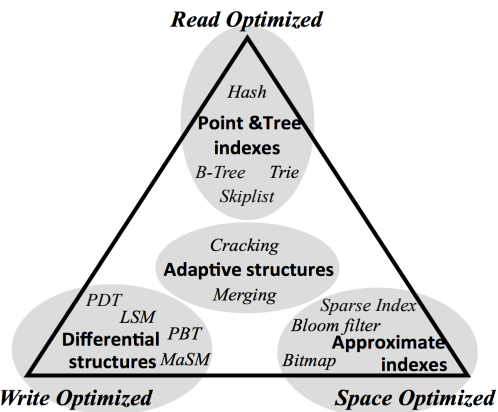 Read Optimized
Hash
Point &Tree
indexes
B-Tree Trie
Skiplist
Cracking
Adaptive structures
Merging
PDT
LSM
PBT
Differential
structures
MaSM
Sparse Index
Bloom filter
Approximate
indexes
Bitmap
Write Optimized
Space Optimized